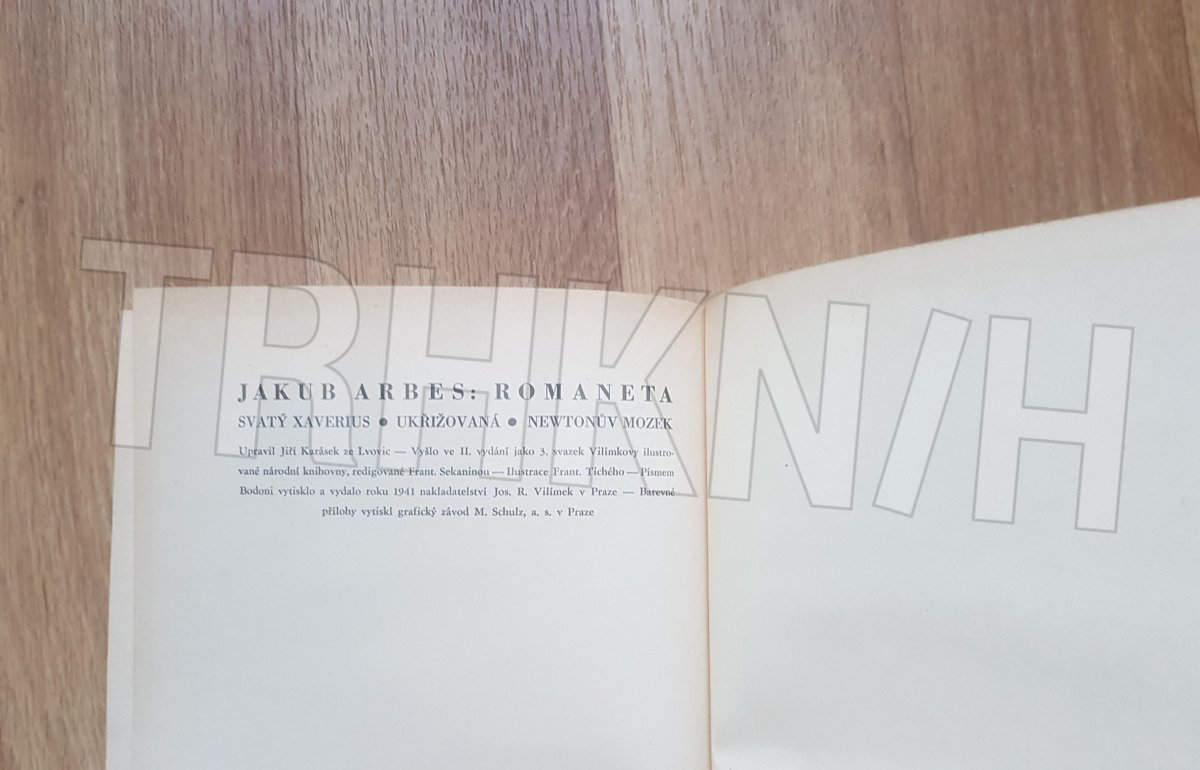 TRHKN/H
JAKUB ARBES: ROMANETA
SVATÝ XAVERIUS ● UKŘIŽOVANÁ ● NEWTONŮV MOZEK
Upravil Jiří Karásek ze Lvovic — Vyšlo ve II. vydání jako 3. svazek Vilímkovy ilustro-
vané národní knihovny, redigované Frant. Sekaninou — Ilustrace Frant. Tichého — Písmem
Bodoni vytisklo a vydalo roku 1941 nakladatelství Jos. R. Vilímek v Praze — Barevné
přílohy vytiskl grafický závod M. Schulz, a. s. v Praze